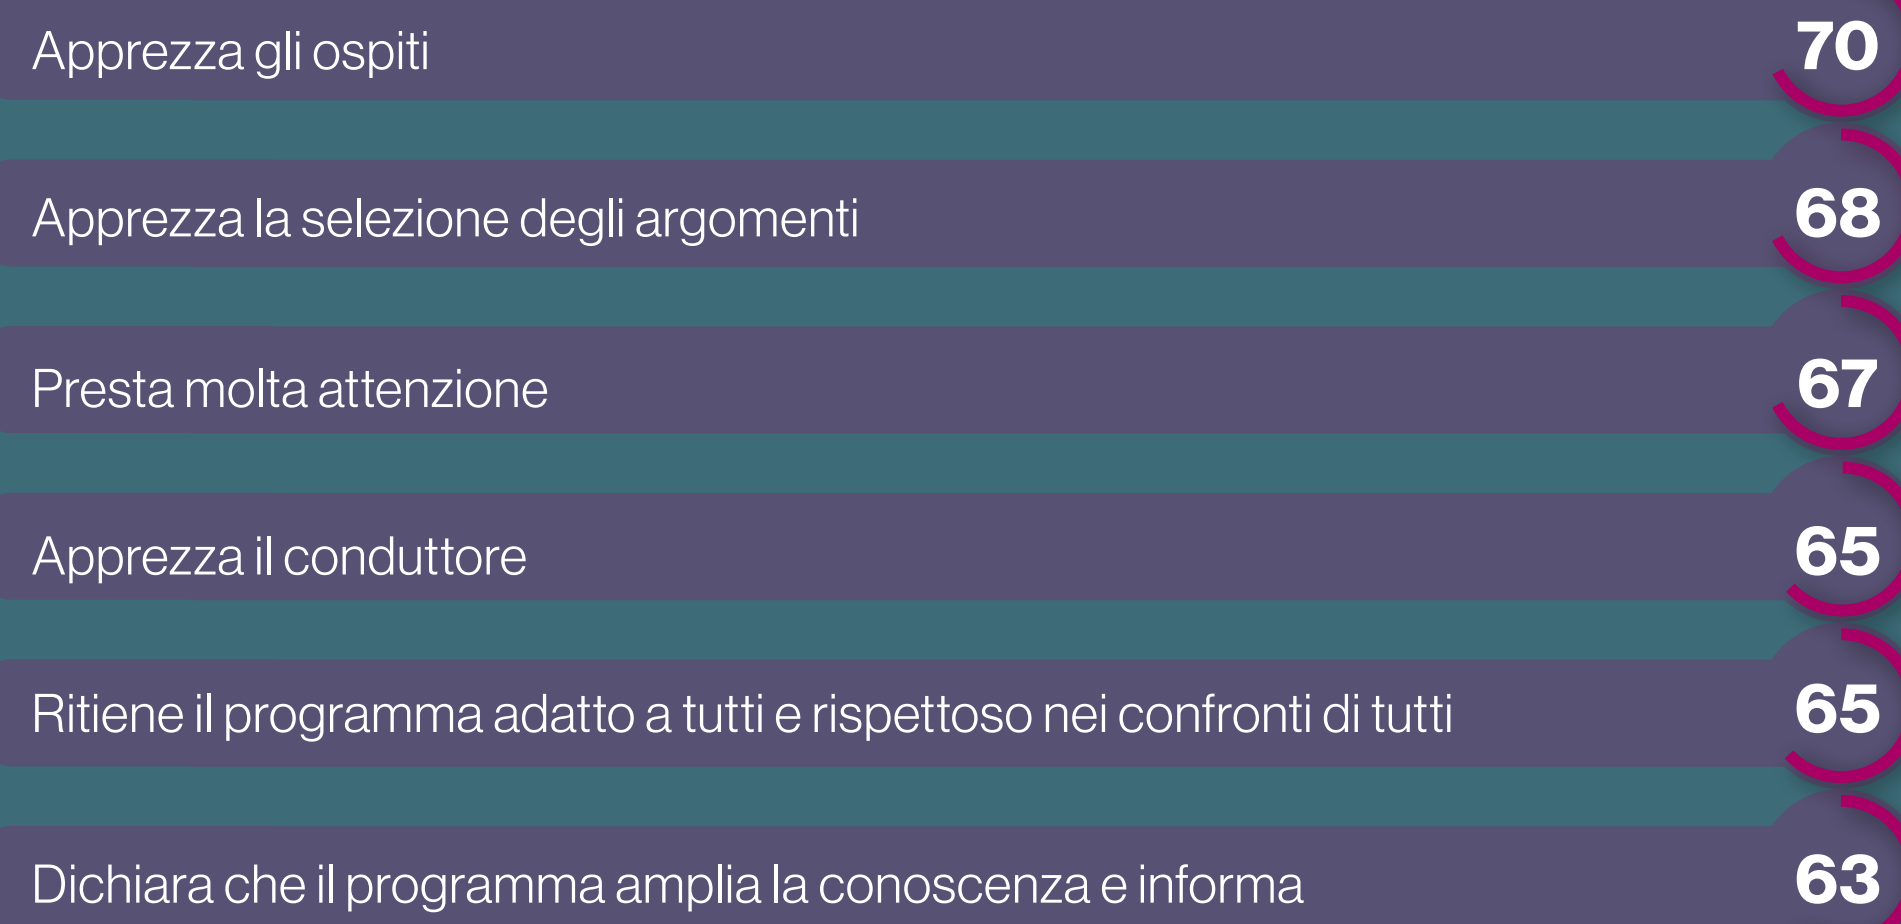 Apprezza gli ospiti 70
Apprezza la selezione degli argomenti 68
Presta molta attenzione 67
Apprezza il conduttore 65
Ritiene il programma adatto a tutti e rispettoso nei confronti di tutti 65
Dichiara che il programma amplia la conoscenza e informa 63